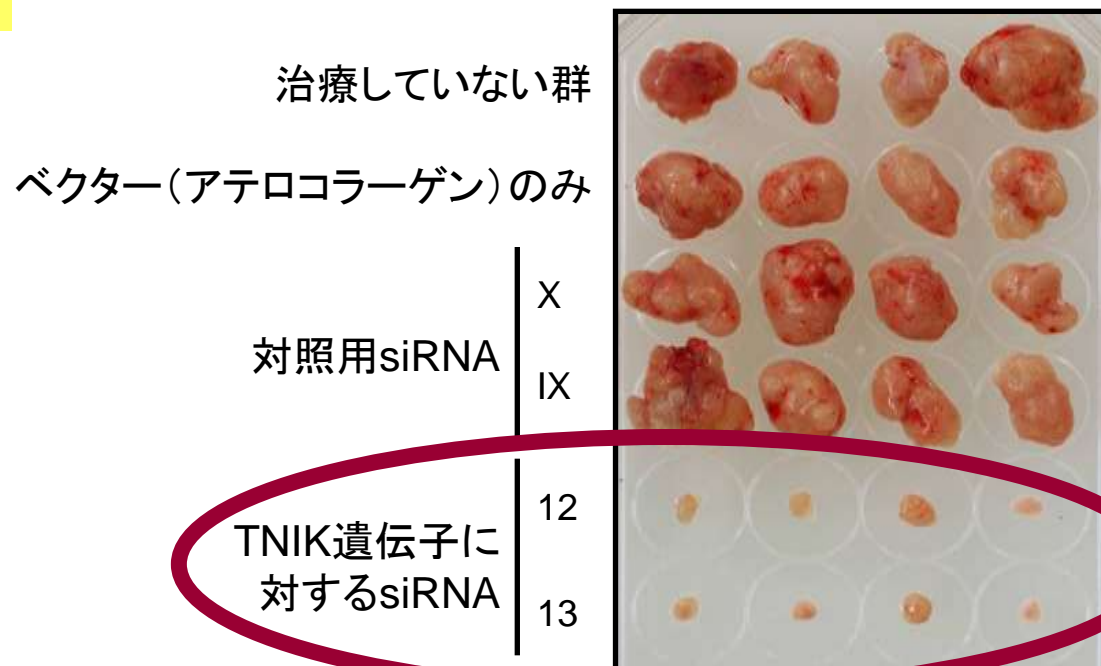 治療していない群
ベクター（アテロコラーゲン）のみ
対照用siRNA
X
IX
TNIK遺伝子に
対するsiRNA
12
13